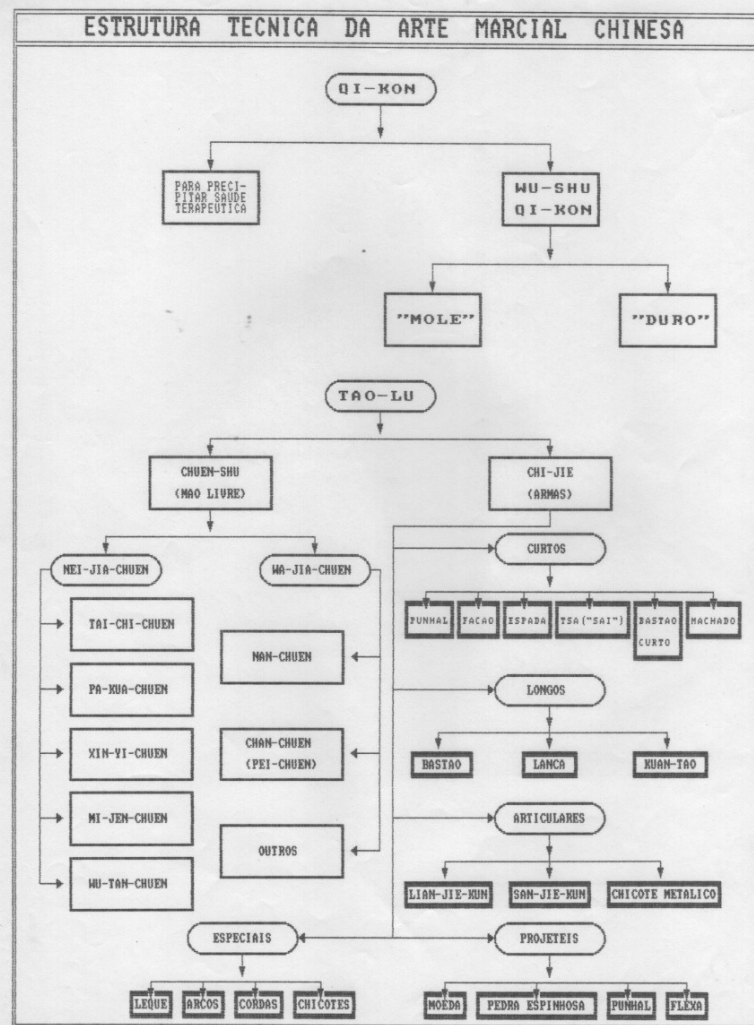 ESTRUTURA TECNICA DA ARTE MARCIAL CHINESA
QI-KON
PARA PRECI-
PITAR SAUDE
TERAPEUTICA
WU-SHU
QI-KON
"MOLE"
"DURO"
TAO-LU
CHUEN-SHU
(MAO LIVRE)
CHI-JIE
(ARMAS)
NEI-JIA-CHUEN
WA-JIA-CHUEN
TAI-CHI-CHUEN
PA-KUA-CHUEN
XIN-YI-CHUEN
MI-JEN-CHUEN
WU-TAN-CHUEN
NAN-CHUEN
CHAN-CHUEN
(PEI-CHUEN)
OUTROS
CURTOS
PUNHAL
FACAO
ESPADA
TSA("SAI")
BASTAO
CURTO
MACHADO
LONGOS
BASTAO
LANCA
KUAN-TAO
ARTICULARES
LIAN-JIE-KUN
SAN-JIE-KUN
CHICOTE METALICO
ESPECIAIS
LEQUE
ARCOS
CORDAS
CHICOTES
PROJETEIS
MOEDA
PEDRA ESPINHOSA
PUNHAL
FLEXA